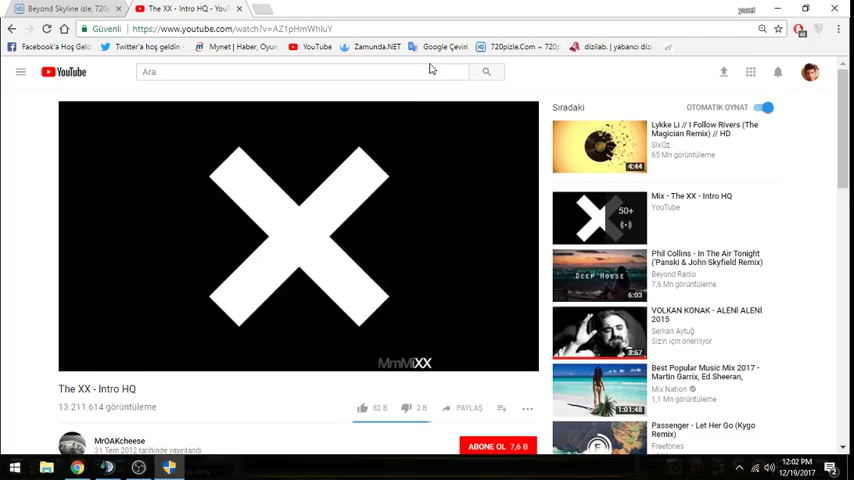 Beyond Skyline izle, 720p
The XX - Intro HQ - YouT
yusuf
Güvenli
https://www.youtube.com/watch?v=AZ1pHmWhluY
Facebook'a Hoş Geld
Twitter'a hoş geldin
Mynet | Haber, Oyun
YouTube
Zamunda.NET
Google Çeviri
720pizle.Com ~ 720p
dizilab. | yabancı dizi
YouTube
Ara
MmMiXX
The XX - Intro HQ
13.211.614 görüntüleme
82 B
2 B
PAYLAŞ
MrOAKcheese
31 Tem 2012 tarihinde yayınlandı
ABONE OL 7,6 B
Sıradaki
OTOMATIK OYNAT
Lykke Li // I Follow Rivers (The
Magician Remix) // HD
SixQz
65 Mn görüntüleme
4:44
Mix - The XX - Intro HQ
YouTube
50+
Phil Collins - In The Air Tonight
('Panski & John Skyfield Remix)
Beyond Radio
7,6 Mn görüntüleme
DEEP HOUSE
6:03
VOLKAN KONAK - ALENİ ALENİ
2015
Serkan Aytuğ
Sizin için öneriliyor
3:57
Best Popular Music Mix 2017 -
Martin Garrix, Ed Sheeran,
Mix Nation
1,1 Mn görüntüleme
1:01:48
Passenger - Let Her Go (Kygo
Remix)
Freetones
12:02 PM
12/19/2017
2